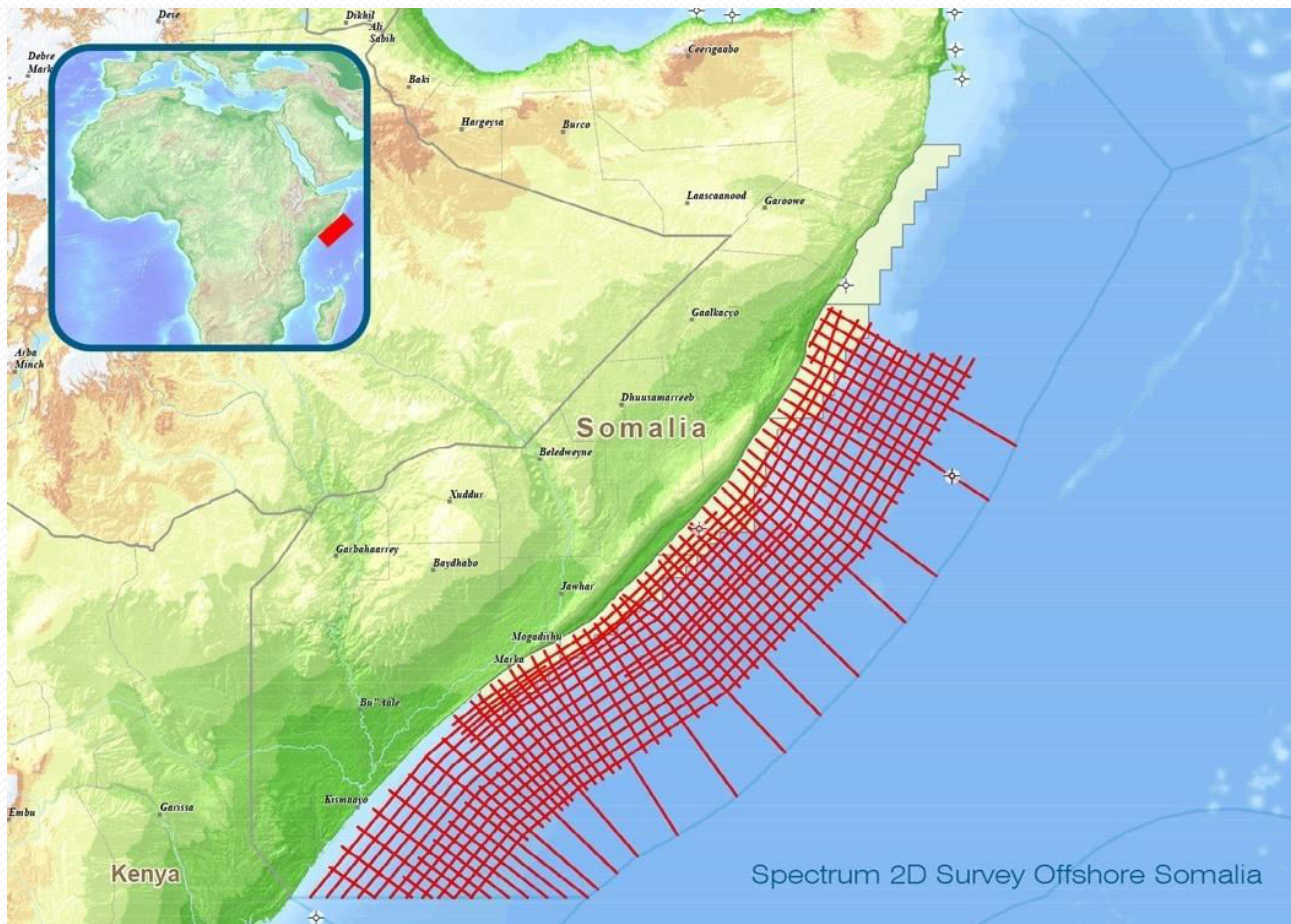 Dese
Dikhil
Ali
Sabih
Debre
Mark
Ceerigaabo
Baki
Hargeysa
Burco
Laascaanood
Garoowe
Gaalkacyo
Arba
Minch
Dhuusamarreeb
Somalia
Beledweyne
Xuddur
Garbahaarrey
Baydhabo
Jawhar
Mogadishu
Marka
Bu''Aale
Kismaayo
Garissa
Embu
Kenya
Spectrum 2D Survey Offshore Somalia